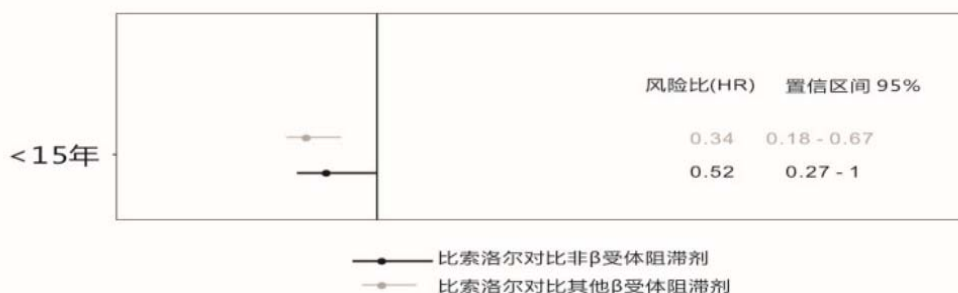 风险比(HR) 置信区间 95%
0.34 0.18 - 0.67
<15年
0.52 0.27 - 1
比索洛尔对比非β受体阻滞剂
比索洛尔对比其他β受体阻滞剂